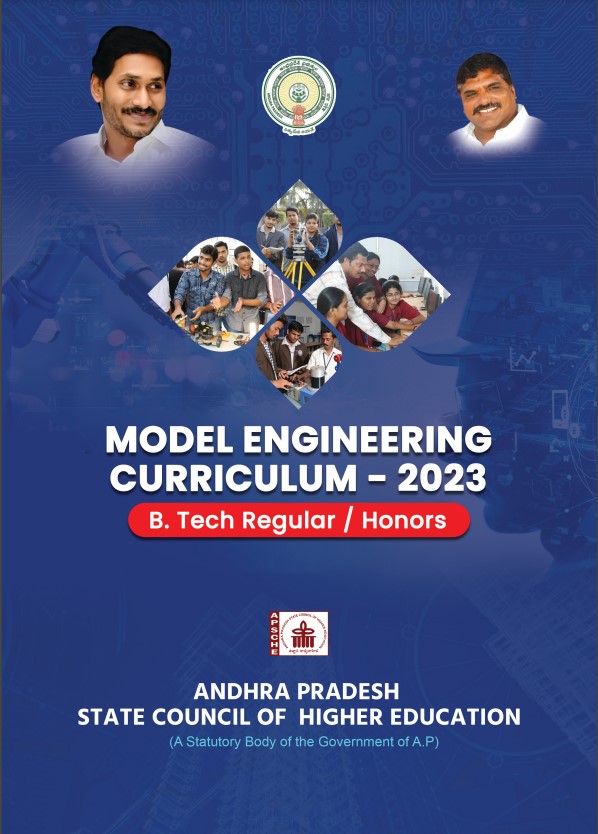 MODEL ENGINEERING
CURRICULUM - 2023
B. Tech Regular / Honors
APSCHE
ANDHRA PRADESH
STATE COUNCIL OF HIGHER EDUCATION
(A Statutory Body of the Government of A.P)